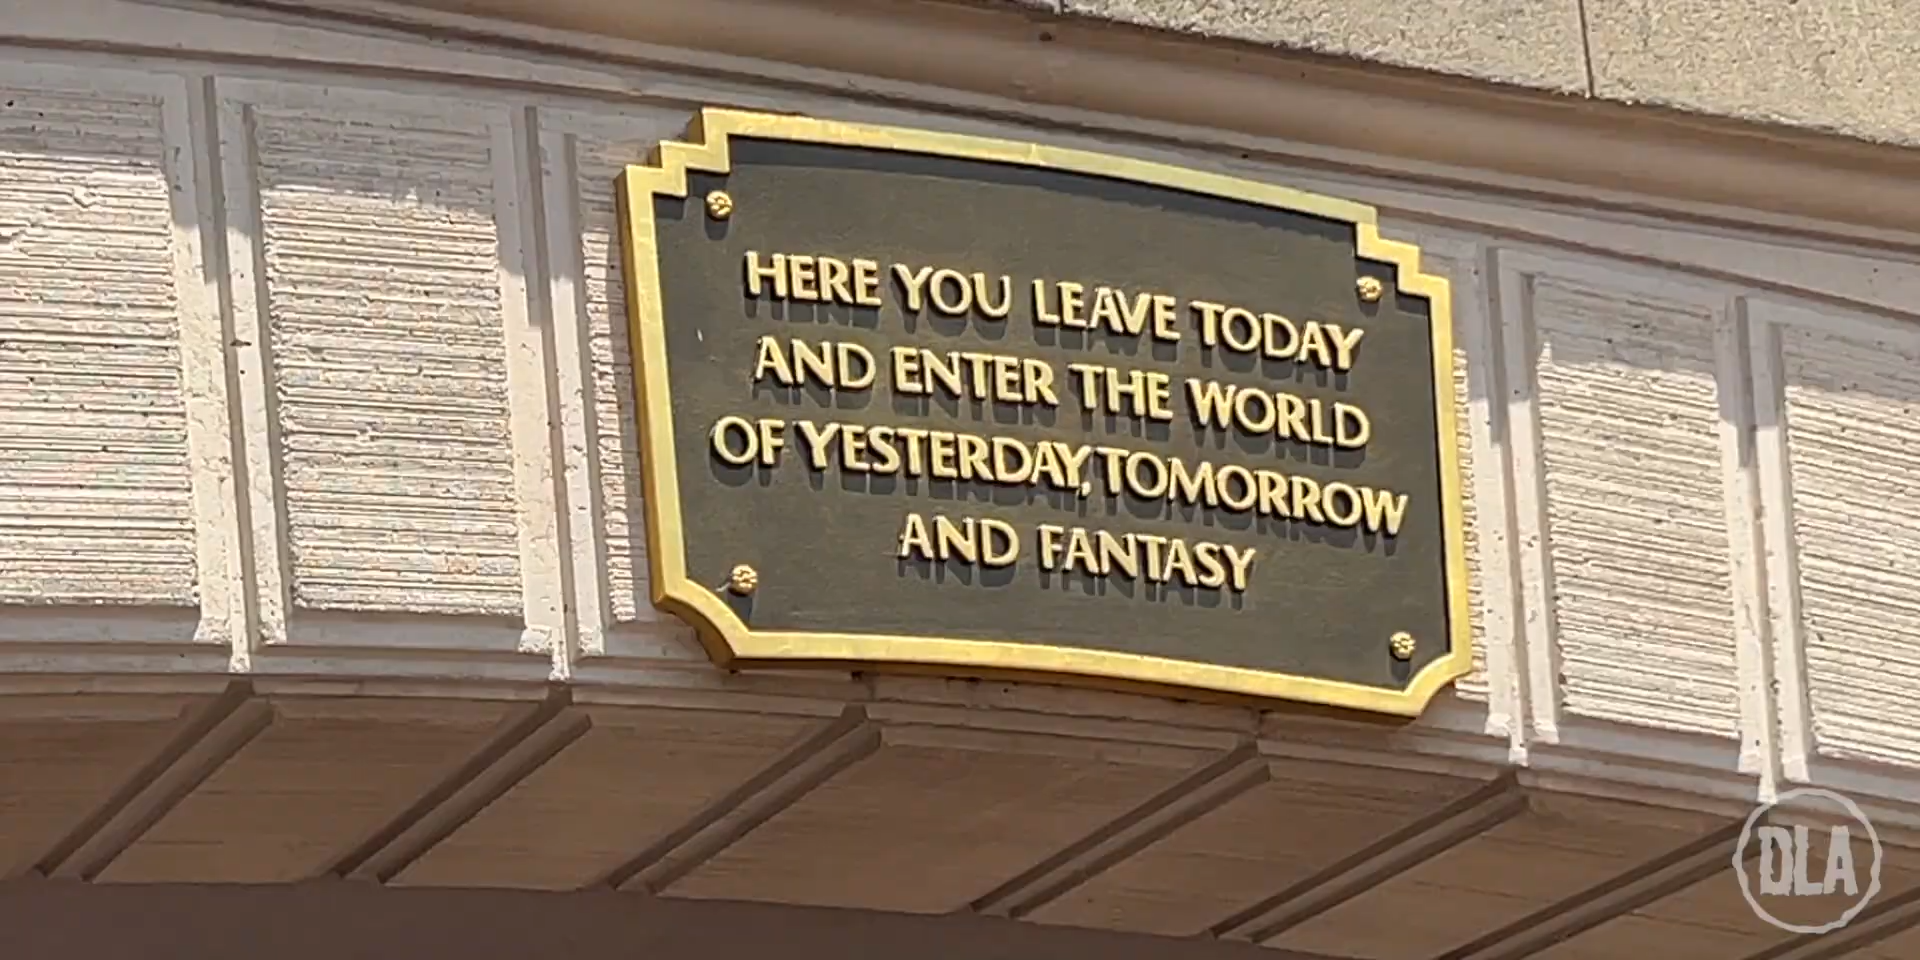 HERE YOU LEAVE TODAY
AND ENTER THE WORLD
OF YESTERDAY, TOMORROW
AND FANTASY
DLA